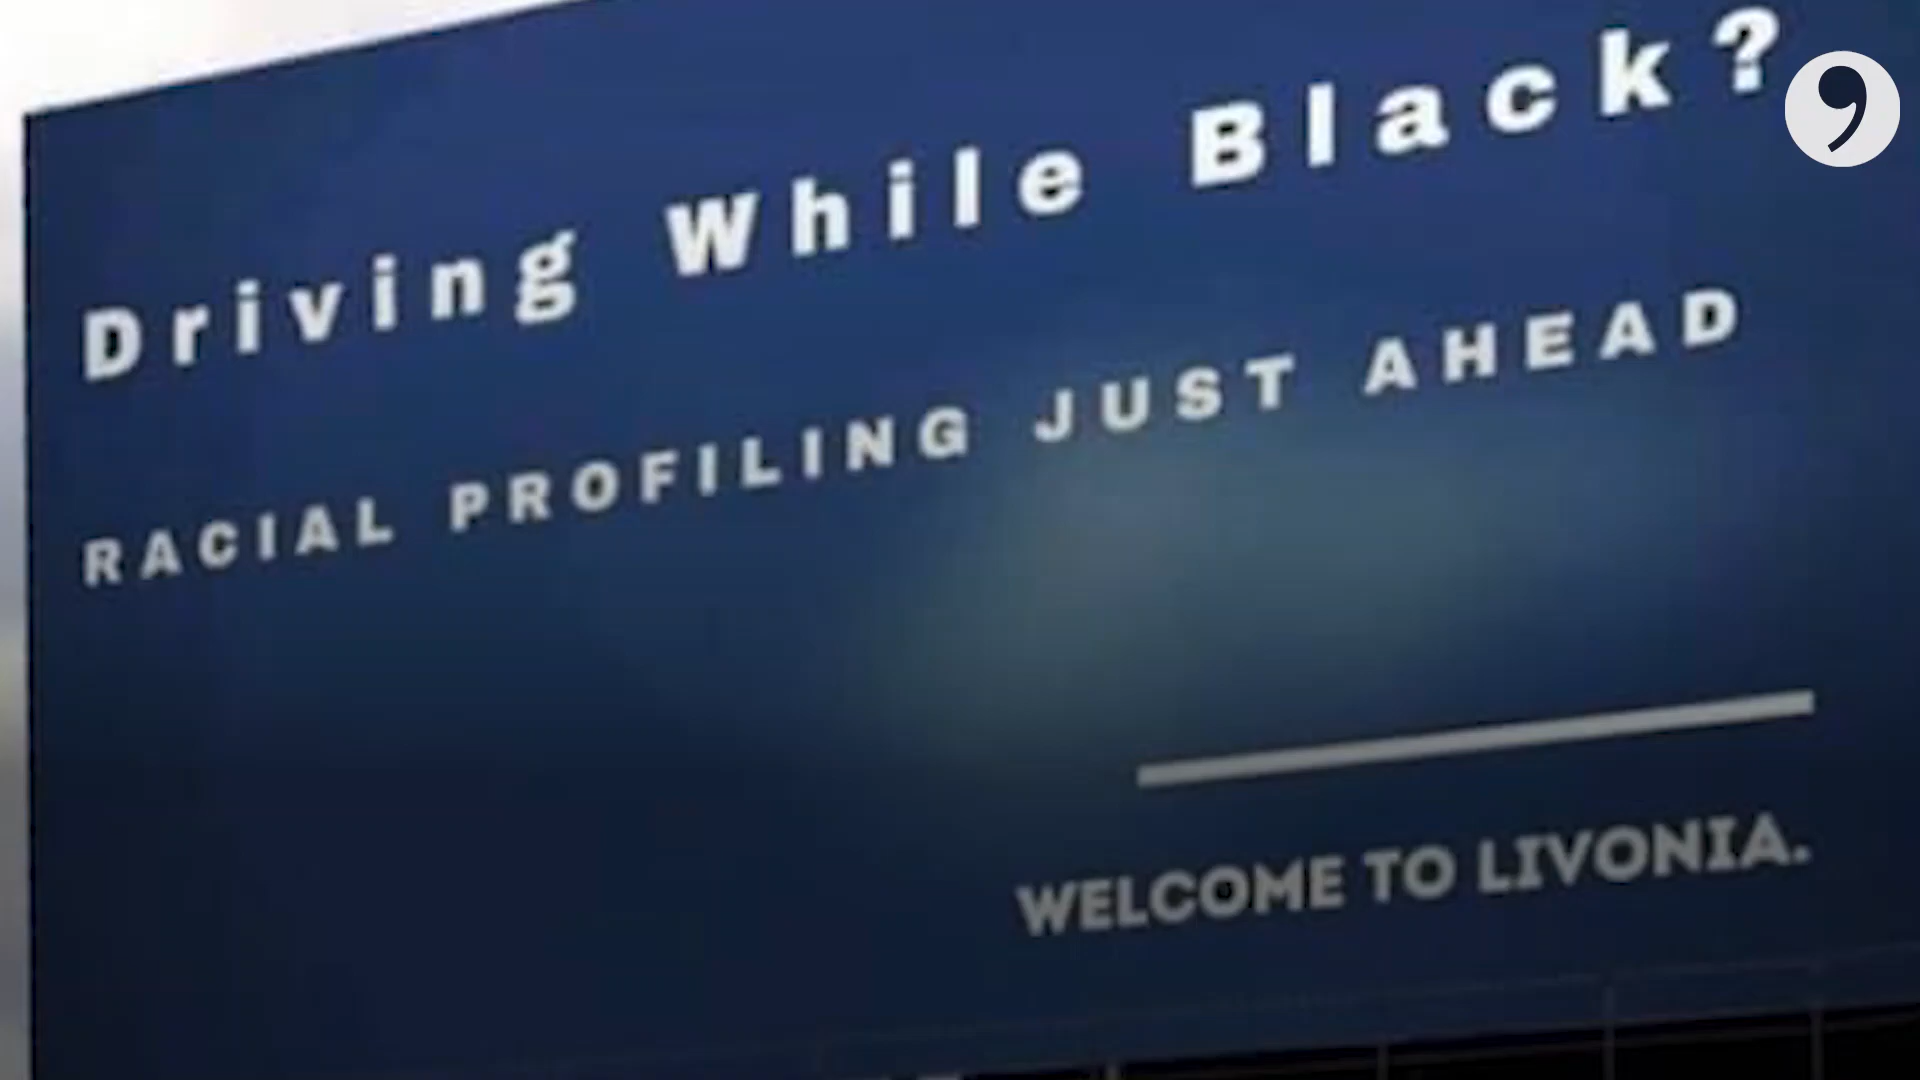 Driving While Black?
RACIAL PROFILING JUST AHEAD
WELCOME TO LIVONIA.